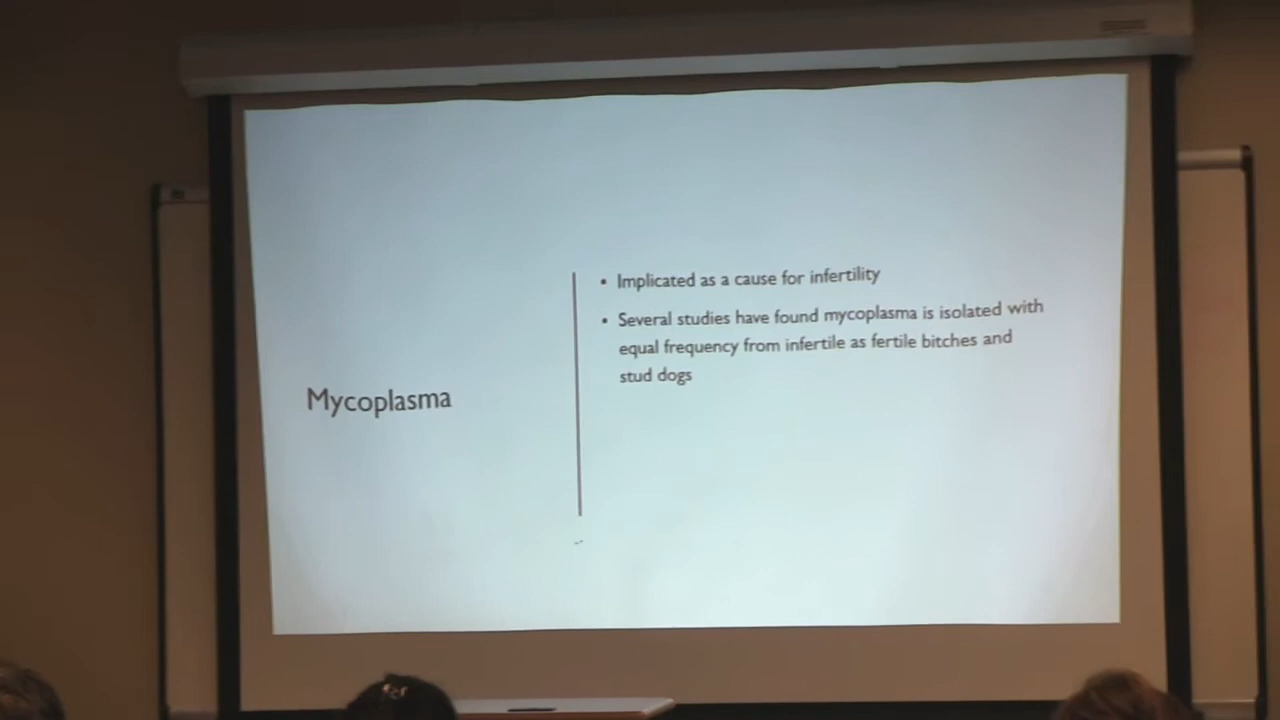 Mycoplasma
• Implicated as a cause for infertility
• Several studies have found mycoplasma is isolated with
equal frequency from infertile as fertile bitches and
stud dogs